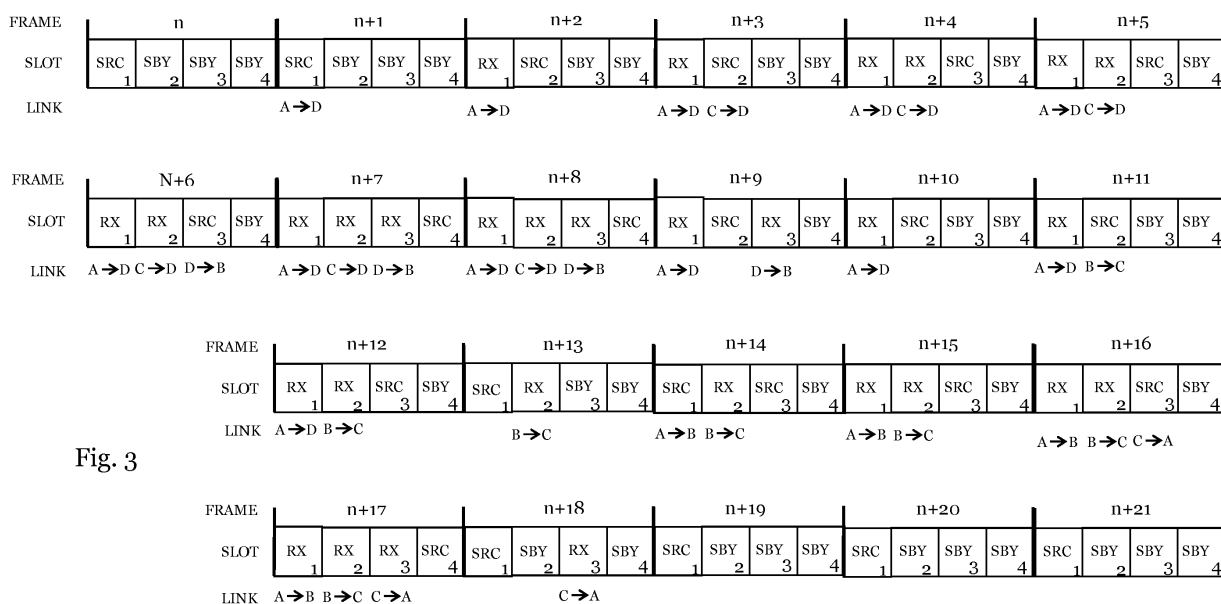 FRAME n n+1 n+2 n+3 n+4 n+5
SLOT SRC 1 SBY 2 SBY 3 SBY 4 SRC 1 SBY 2 SBY 3 SBY 4 RX 1 SRC 2 SBY 3 SBY 4 RX 1 SRC 2 SBY 3 SBY 4 RX 1 RX 2 SRC 3 SBY 4 RX 1 RX 2 SRC 3 SBY 4
LINK A→D A→D A→D C→D A→D C→D A→D C→D
FRAME N+6 n+7 n+8 n+9 n+10 n+11
SLOT RX 1 RX 2 SRC 3 SBY 4 RX 1 RX 2 RX 3 SRC 4 RX 1 RX 2 RX 3 SRC 4 RX 1 SRC 2 RX 3 SBY 4 RX 1 SRC 2 SBY 3 SBY 4 RX 1 SRC 2 SBY 3 SBY 4
LINK A→D C→D D→B A→D C→D D→B A→D C→D D→B A→D D→B A→D A→D B→C
FRAME n+12 n+13 n+14 n+15 n+16
SLOT RX 1 RX 2 SRC 3 SBY 4 SRC 1 RX 2 SBY 3 SBY 4 SRC 1 RX 2 SRC 3 SBY 4 RX 1 RX 2 SRC 3 SBY 4 RX 1 RX 2 SRC 3 SBY 4
LINK A→D B→C B→C A→B B→C A→B B→C A→B B→C C→A
Fig. 3
FRAME n+17 n+18 n+19 n+20 n+21
SLOT RX 1 RX 2 RX 3 SRC 4 SRC 1 SBY 2 RX 3 SBY 4 SRC 1 SBY 2 SBY 3 SBY 4 SRC 1 SBY 2 SBY 3 SBY 4 SRC 1 SBY 2 SBY 3 SBY 4
LINK A→B B→C C→A C→A